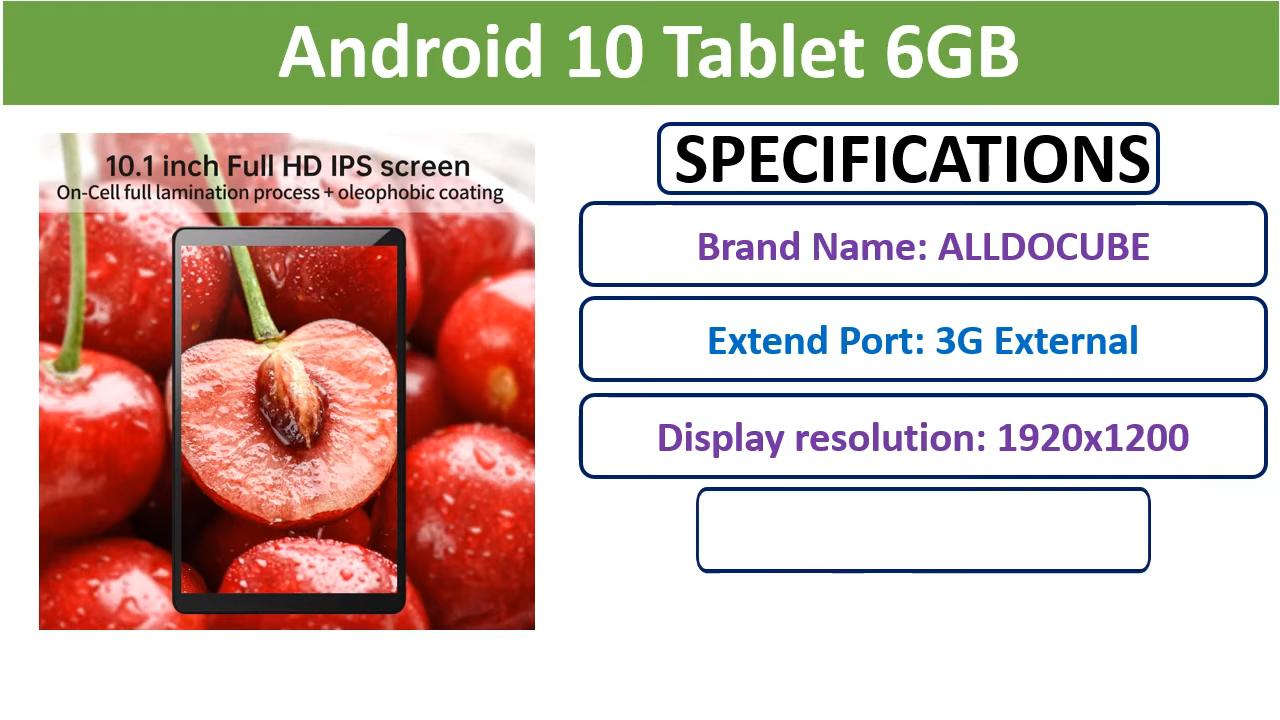 Android 10 Tablet 6GB
10.1 inch Full HD IPS screen
On-Cell full lamination process + oleophobic coating
SPECIFICATIONS
Brand Name: ALLDOCUBE
Extend Port: 3G External
Display resolution: 1920x1200